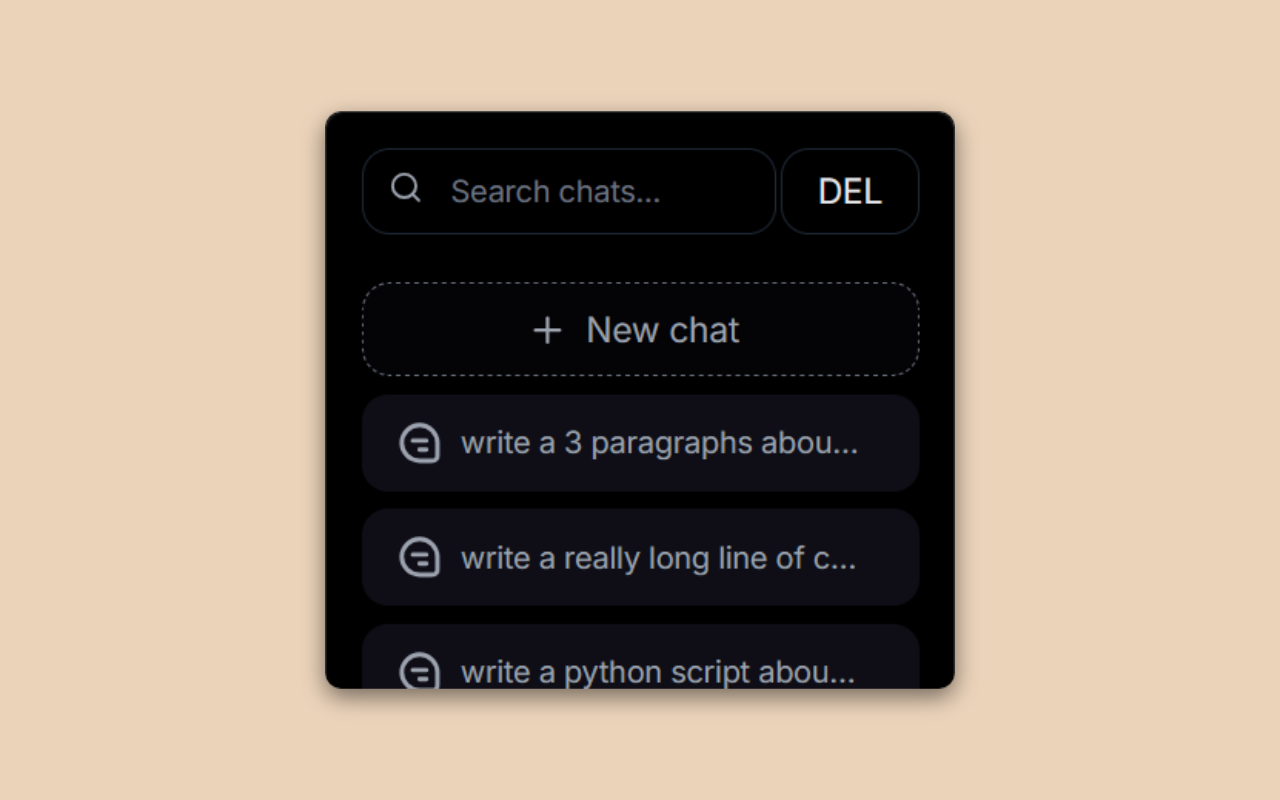 Search chats...
DEL
New chat
write a 3 paragraphs abou...
write a really long line of c...
write a python script abou...